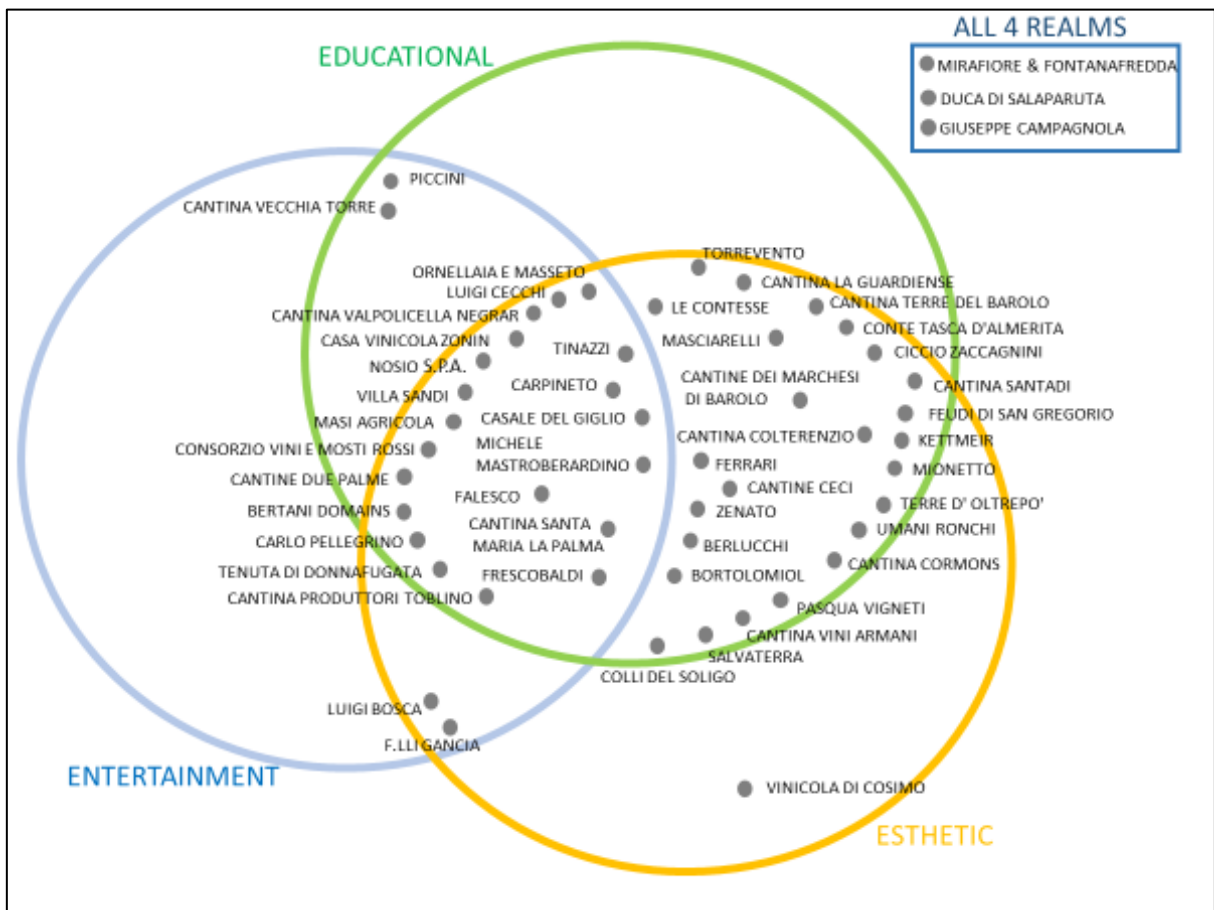 ALL 4 REALMS
MIRAFIORE & FONTANAFREDDA
DUCA DI SALAPARUTA
GIUSEPPE CAMPAGNOLA
EDUCATIONAL
PICCINI
CANTINA VECCHIA TORRE
TORREVENTO
ORNELLAIA E MASSETO
CANTINA LA GUARDIENSE
LUIGI CECCHI
LE CONTESSE
CANTINA TERRE DEL BAROLO
CANTINA VALPOLICELLA NEGRAR
CONTE TASCA D'ALMERITA
CASA VINICOLA ZONIN
TINAZZI
MASCIARELLI
CICCIO ZACCAGNINI
NOSIO S.P.A.
CARPINETO
CANTINE DEI MARCHESI
DI BAROLO
CANTINA SANTADI
VILLA SANDI
FEUDI DI SAN GREGORIO
MASI AGRICOLA
CASALE DEL GIGLIO
CANTINA COLTERENZIO
KETTMEIR
CONSORZIO VINI E MOSTI ROSSI
MICHELE
MASTROBERARDINO
FERRARI
MIONETTO
CANTINE DUE PALME
FALESCO
CANTINE CECI
TERRE D' OLTREPO'
BERTANI DOMAINS
ZENATO
CANTINA SANTA
MARIA LA PALMA
UMANI RONCHI
CARLO PELLEGRINO
BERLUCCHI
CANTINA CORMONS
TENUTA DI DONNAFUGATA
FRESCOBALDI
BORTOLOMIOL
CANTINA PRODUTTORI TOBLINO
PASQUA VIGNETI
CANTINA VINI ARMANI
SALVATERRA
COLLI DEL SOLIGO
LUIGI BOSCA
F.LLI GANCIA
ENTERTAINMENT
VINICOLA DI COSIMO
ESTHETIC